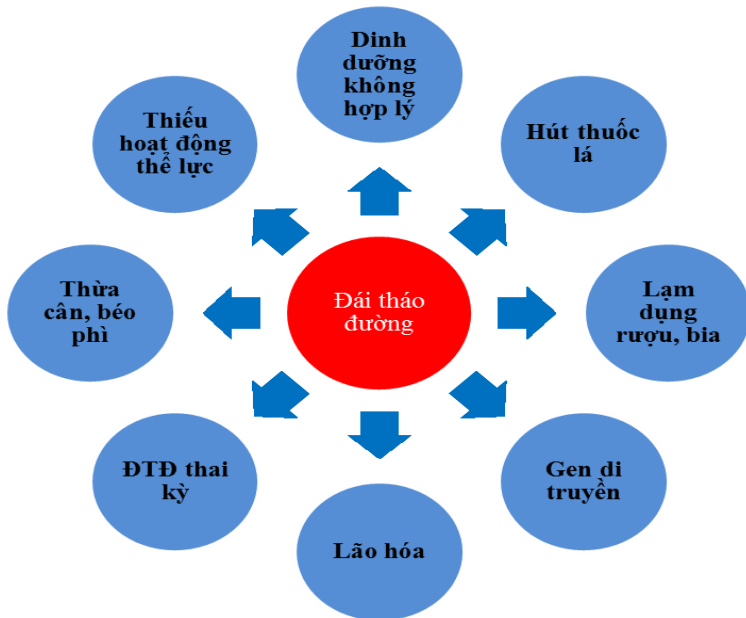 Dinh
dưỡng
không
hợp lý
Hút thuốc
lá
Lạm
dụng
rượu, bia
Gen di
truyền
Lão hóa
ĐTĐ thai
kỳ
Thừa
cân, béo
phì
Thiếu
hoạt động
thể lực
Đái tháo
đường